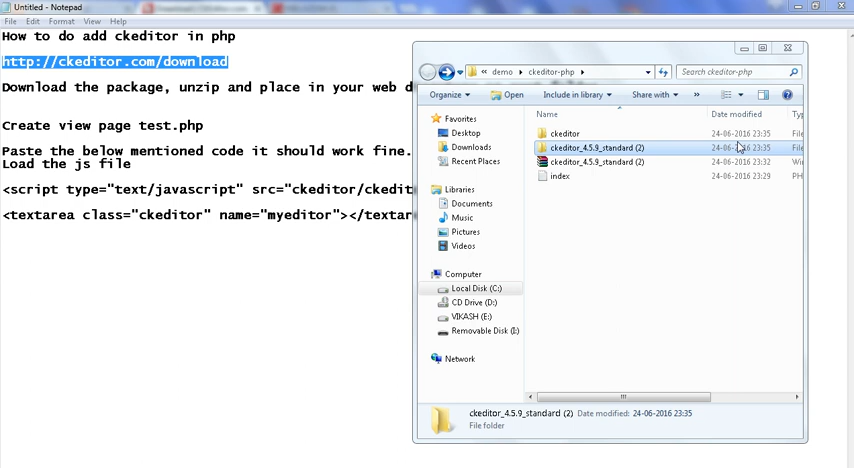 Untitled - Notepad
File Edit Format View Help
How to do add ckeditor in php
http://ckeditor.com/download
Download the package, unzip and place in your web d
Create view page test.php
Paste the below mentioned code it should work fine.
Load the js file
<script type="text/javascript" src="ckeditor/ckedit
<textarea class="ckeditor" name="myeditor"></textar
« demo ckeditor-php
Search ckeditor-php
Organize Open Include in library Share with »
Name Date modified Typ
Favorites
Desktop
Downloads
Recent Places
Libraries
Documents
Music
Pictures
Videos
Computer
Local Disk (C:)
CD Drive (D:)
VIKASH (E:)
Removable Disk (I:)
Network
ckeditor 24-06-2016 23:35 File
ckeditor_4.5.9_standard (2) 24-06-2016 23:35 File
ckeditor_4.5.9_standard (2) 24-06-2016 23:32 Win
index 24-06-2016 23:29 PH
ckeditor_4.5.9_standard (2) Date modified: 24-06-2016 23:35
File folder